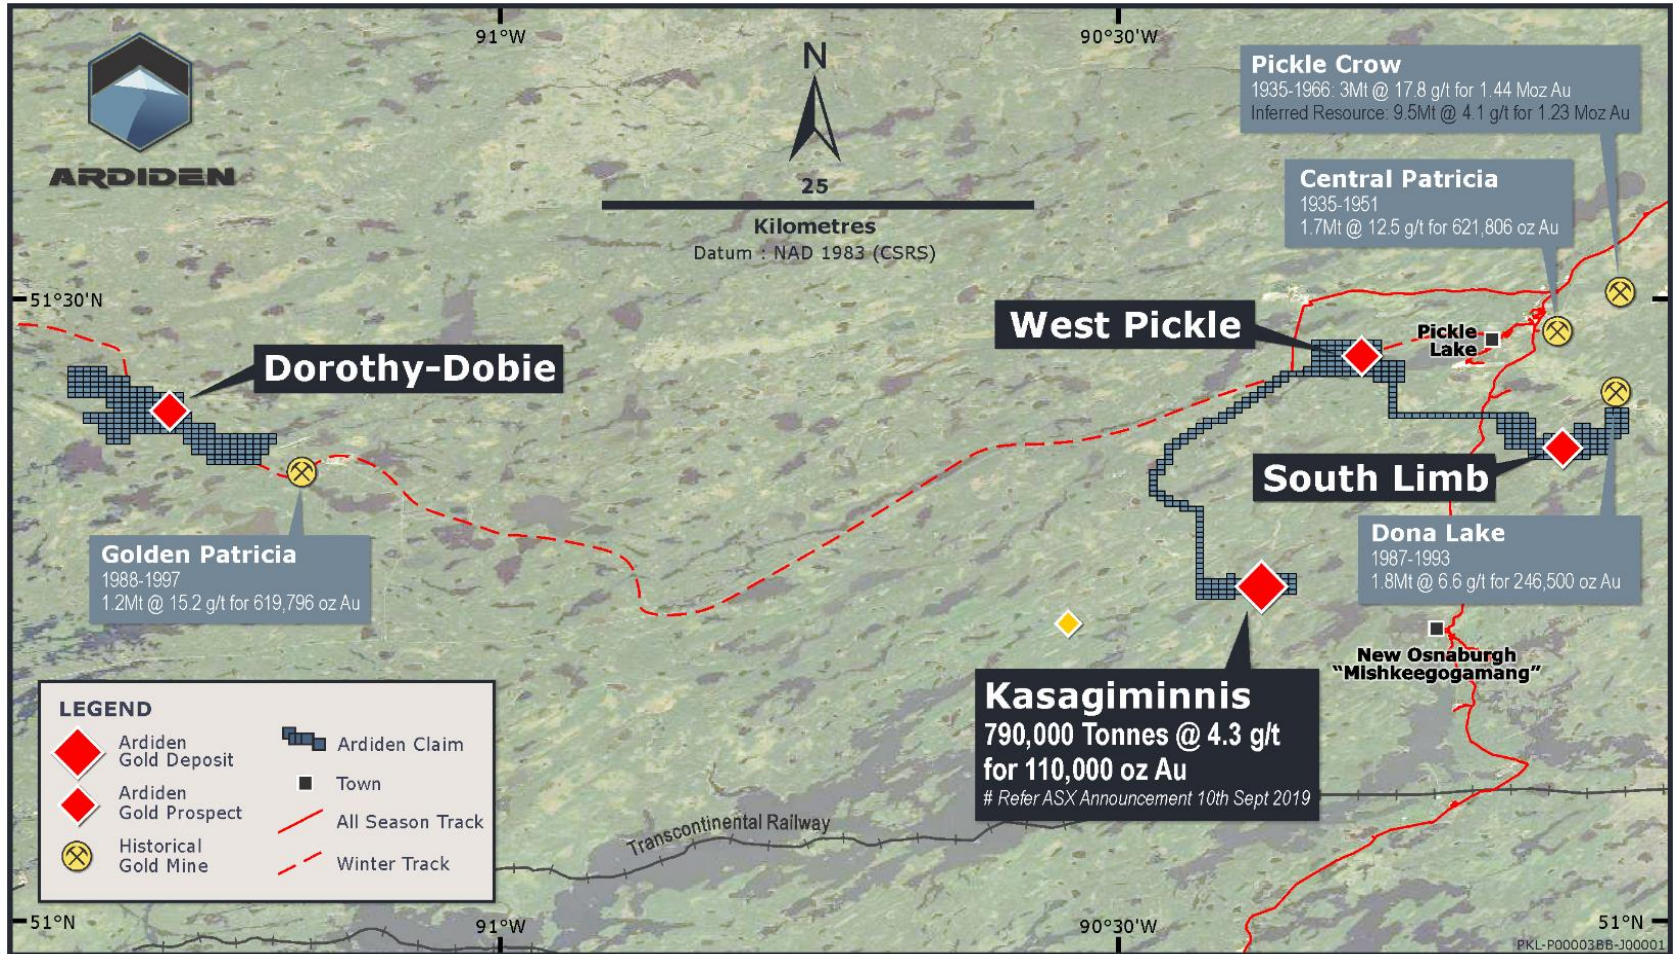 91°W
90°30'W
ARDIDEN
N
25
Kilometres
Datum : NAD 1983 (CSRS)
Pickle Crow
1935-1966: 3Mt @ 17.8 g/t for 1.44 Moz Au
Inferred Resource: 9.5Mt @ 4.1 g/t for 1.23 Moz Au
Central Patricia
1935-1951
1.7Mt @ 12.5 g/t for 621,806 oz Au
51°30'N
West Pickle
Pickle
Lake
Dorothy-Dobie
South Limb
Golden Patricia
1988-1997
1.2Mt @ 15.2 g/t for 619,796 oz Au
Dona Lake
1987-1993
1.8Mt @ 6.6 g/t for 246,500 oz Au
New Osnaburgh
"Mishkeegogamang"
Kasagiminnis
790,000 Tonnes @ 4.3 g/t
for 110,000 oz Au
# Refer ASX Announcement 10th Sept 2019
Transcontinental Railway
LEGEND
Ardiden
Gold Deposit
Ardiden
Gold Prospect
Historical
Gold Mine
Ardiden Claim
Town
All Season Track
Winter Track
51°N
91°W
90°30'W
51°N
PKL-P00003BB-J00001